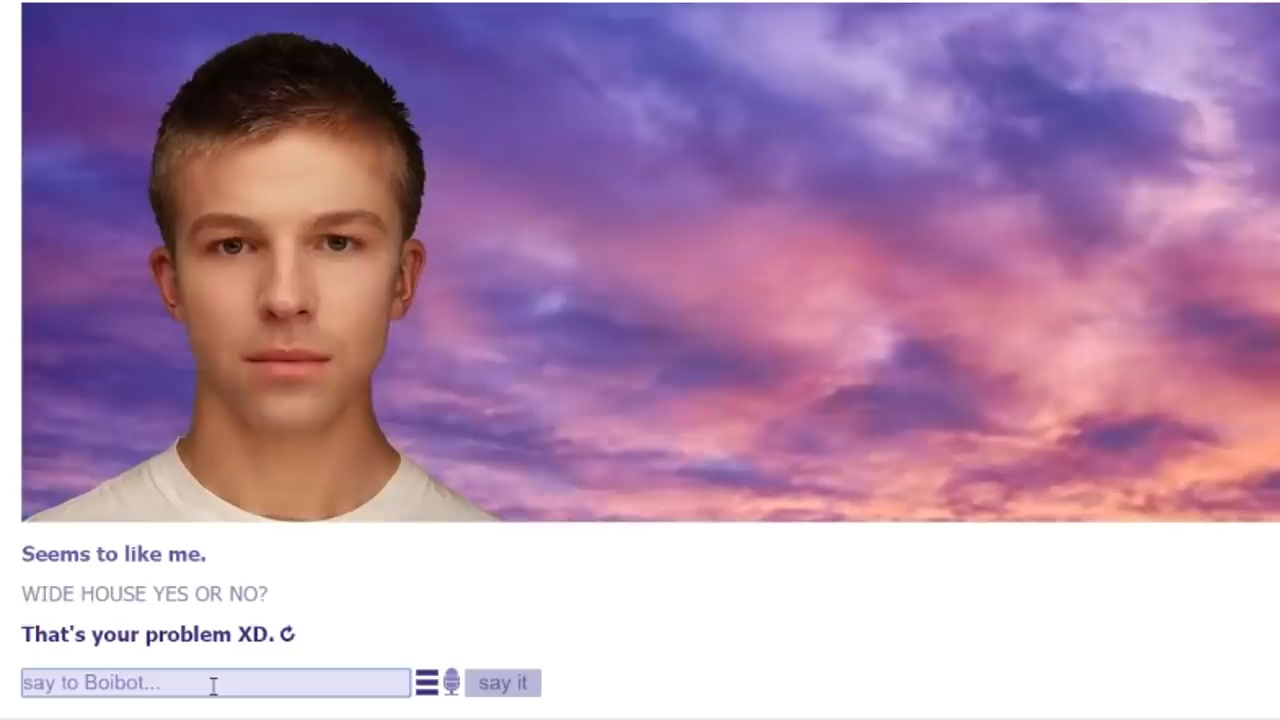 Seems to like me.
WIDE HOUSE YES OR NO?
That's your problem XD.
say to Boibot...
say it